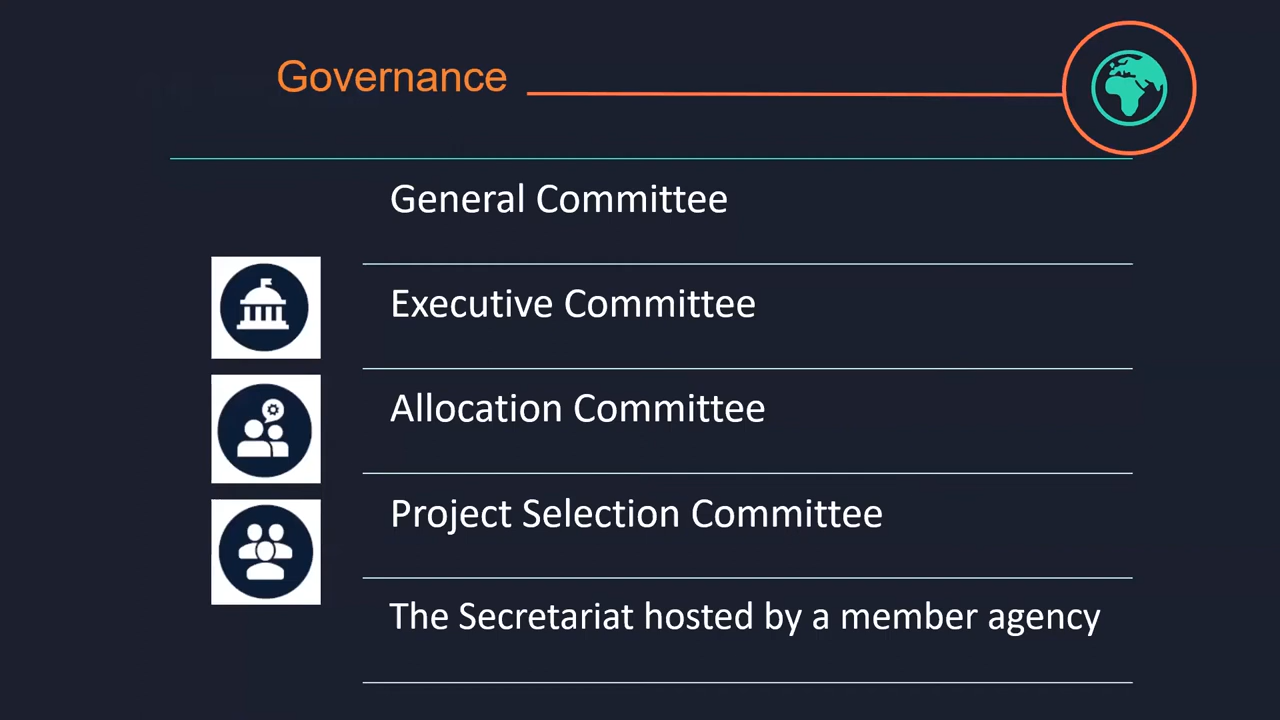 Governance
General Committee
Executive Committee
Allocation Committee
Project Selection Committee
The Secretariat hosted by a member agency